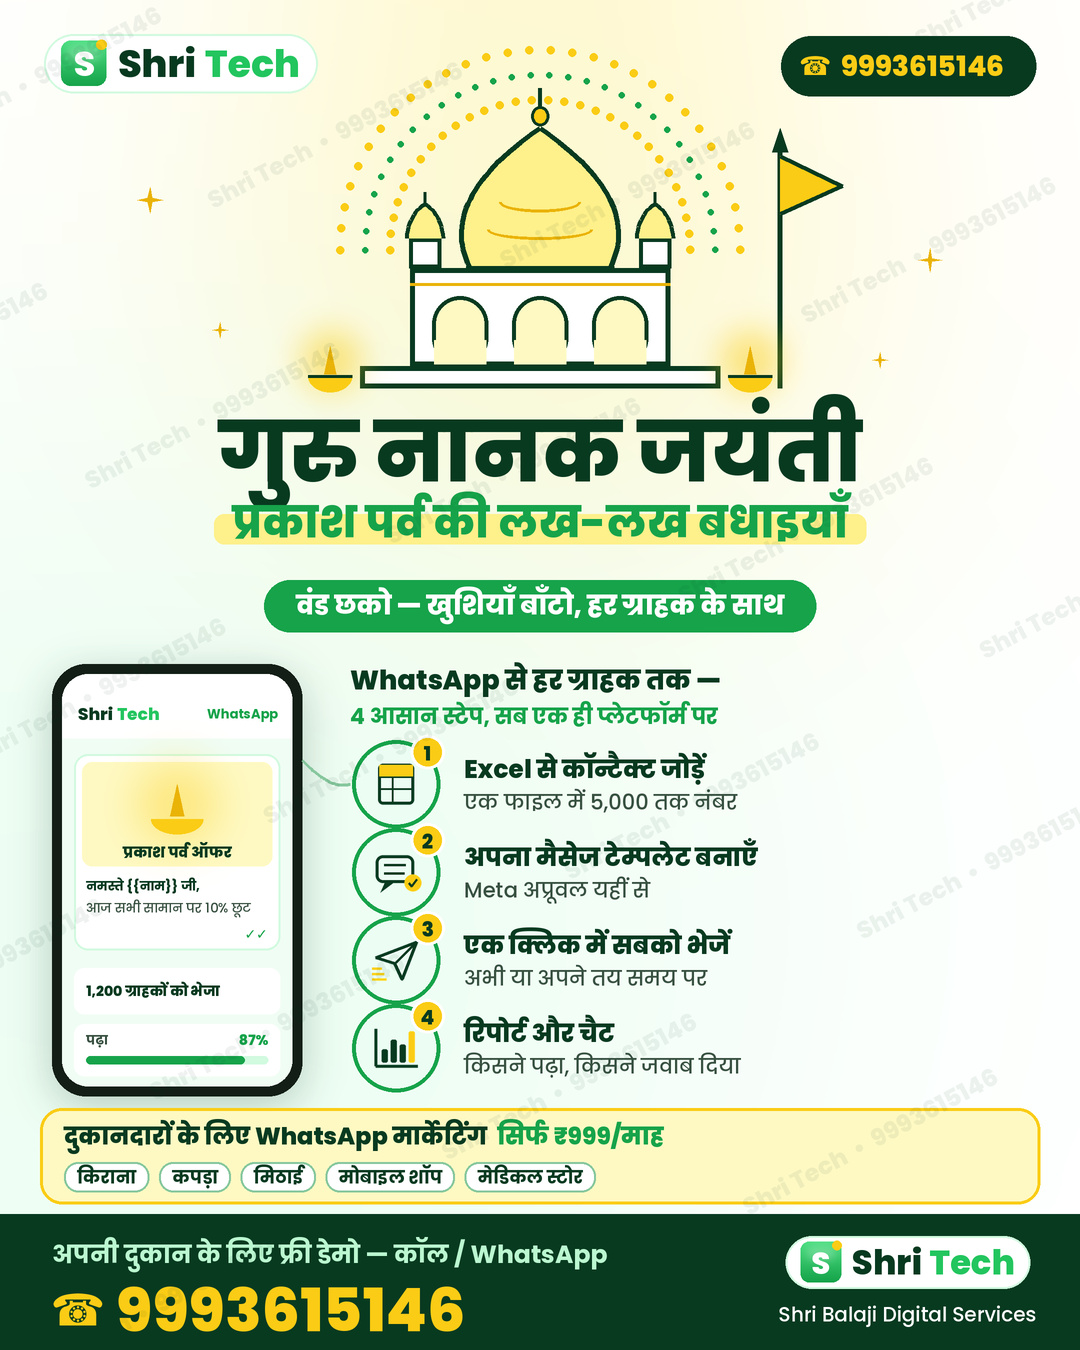 Shri Tech
☎ 9993615146
गुरु नानक जयंती
प्रकाश पर्व की लख-लख बधाइयाँ
वंड छको — खुशियाँ बाँटो, हर ग्राहक के साथ
WhatsApp से हर ग्राहक तक —
4 आसान स्टेप, सब एक ही प्लेटफॉर्म पर
Shri Tech WhatsApp
प्रकाश पर्व ऑफर
नमस्ते {{नाम}} जी,
आज सभी सामान पर 10% छूट
✓✓
1,200 ग्राहकों को भेजा
पढ़ा 87%
1
Excel से कॉन्टैक्ट जोड़ें
एक फाइल में 5,000 तक नंबर
2
अपना मैसेज टेम्पलेट बनाएँ
Meta अप्रूवल यहीं से
3
एक क्लिक में सबको भेजें
अभी या अपने तय समय पर
4
रिपोर्ट और चैट
किसने पढ़ा, किसने जवाब दिया
दुकानदारों के लिए WhatsApp मार्केटिंग सिर्फ ₹999/माह
किराना कपड़ा मिठाई मोबाइल शॉप मेडिकल स्टोर
अपनी दुकान के लिए फ्री डेमो — कॉल / WhatsApp
☎ 9993615146
S Shri Tech
Shri Balaji Digital Services
Shri Tech • 9993615146